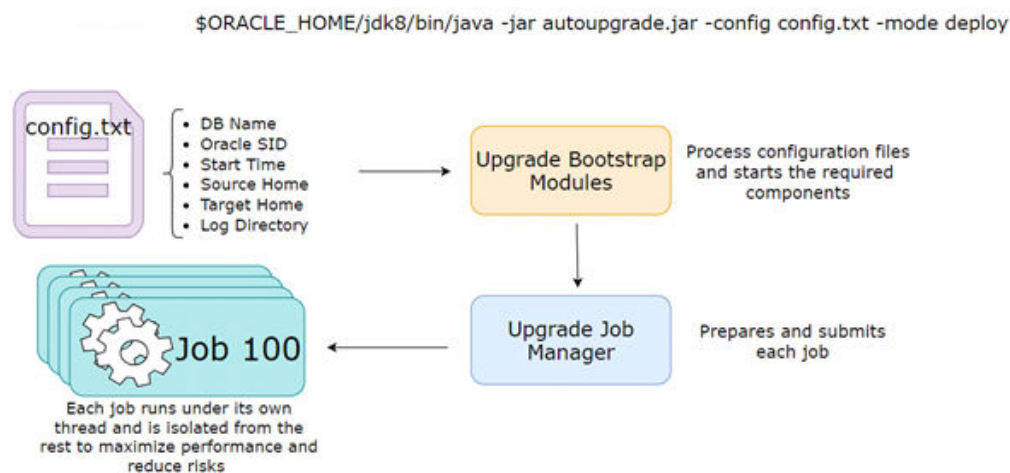 $ORACLE_HOME/jdk8/bin/java -jar autoupgrade.jar -config config.txt -mode deploy
config.txt
• DB Name
• Oracle SID
• Start Time
• Source Home
• Target Home
• Log Directory
Upgrade Bootstrap
Modules
Process configuration files
and starts the required
components
Upgrade Job
Manager
Prepares and submits
each job
Job 100
Each job runs under its own
thread and is isolated from the
rest to maximize performance and
reduce risks